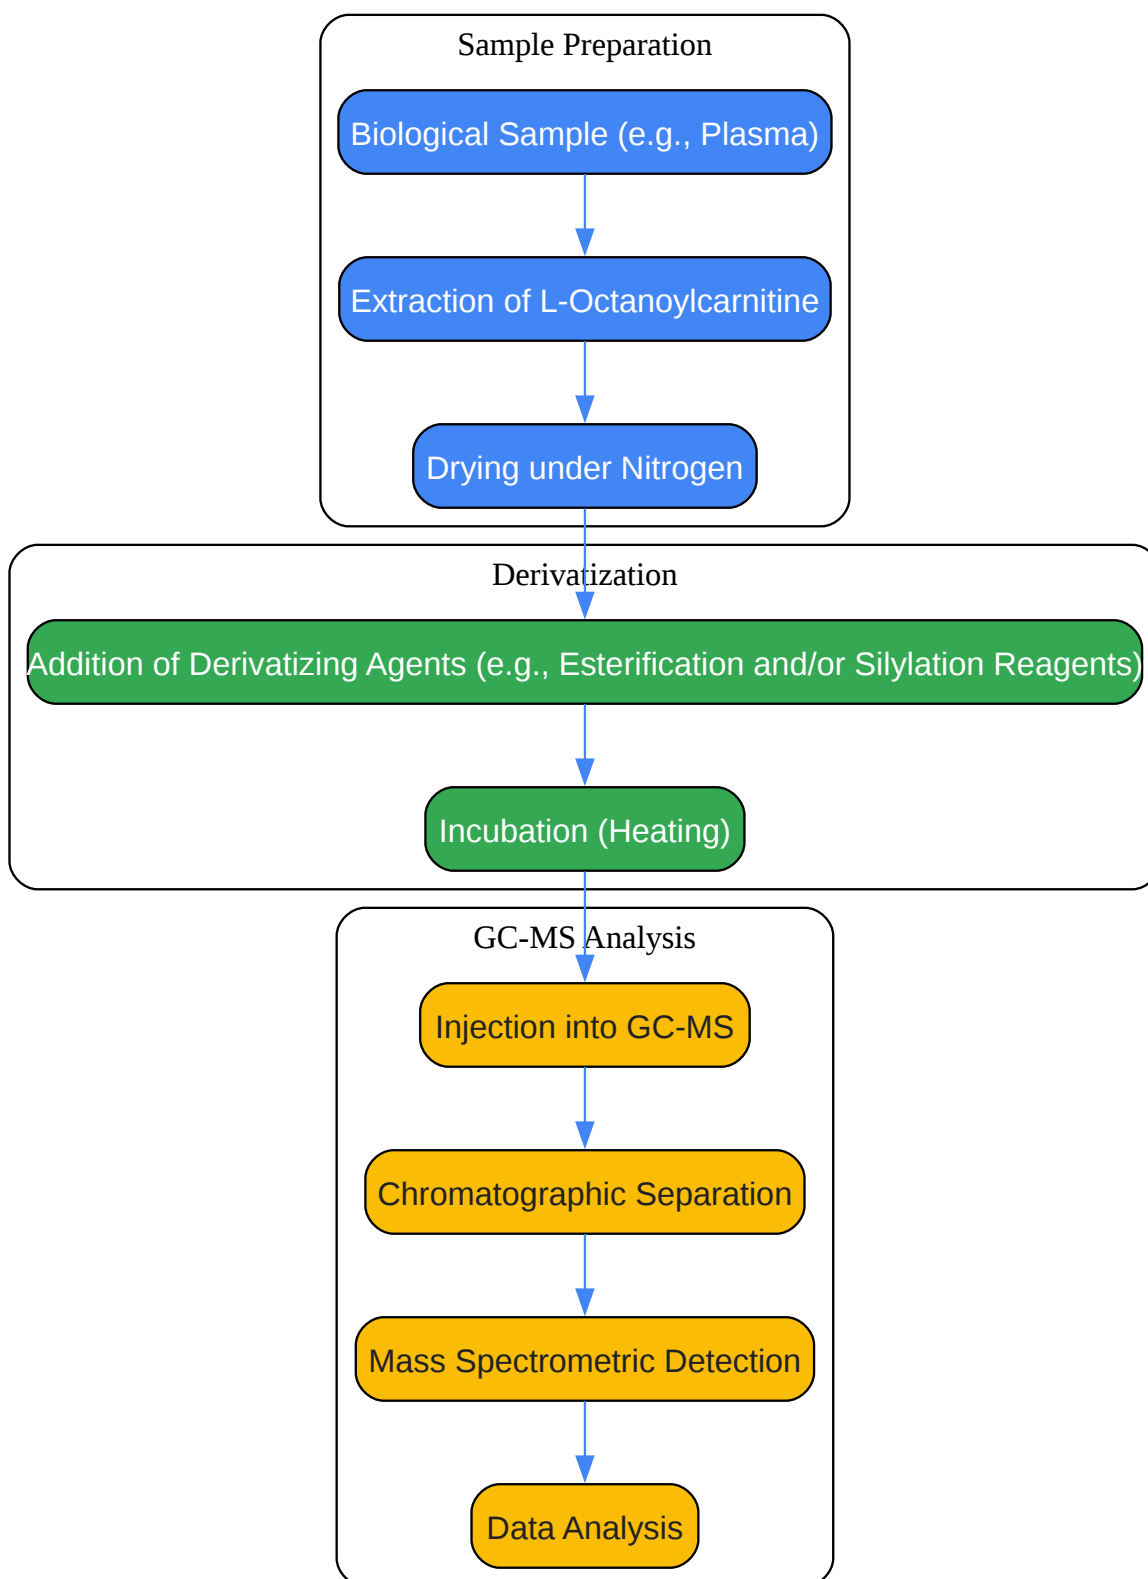 Sample Preparation
Biological Sample (e.g., Plasma)
Extraction of L-Octanoylcarnitine
Drying under Nitrogen
Derivatization
Addition of Derivatizing Agents (e.g., Esterification and/or Silylation Reagents)
Incubation (Heating)
GC-MS Analysis
Injection into GC-MS
Chromatographic Separation
Mass Spectrometric Detection
Data Analysis